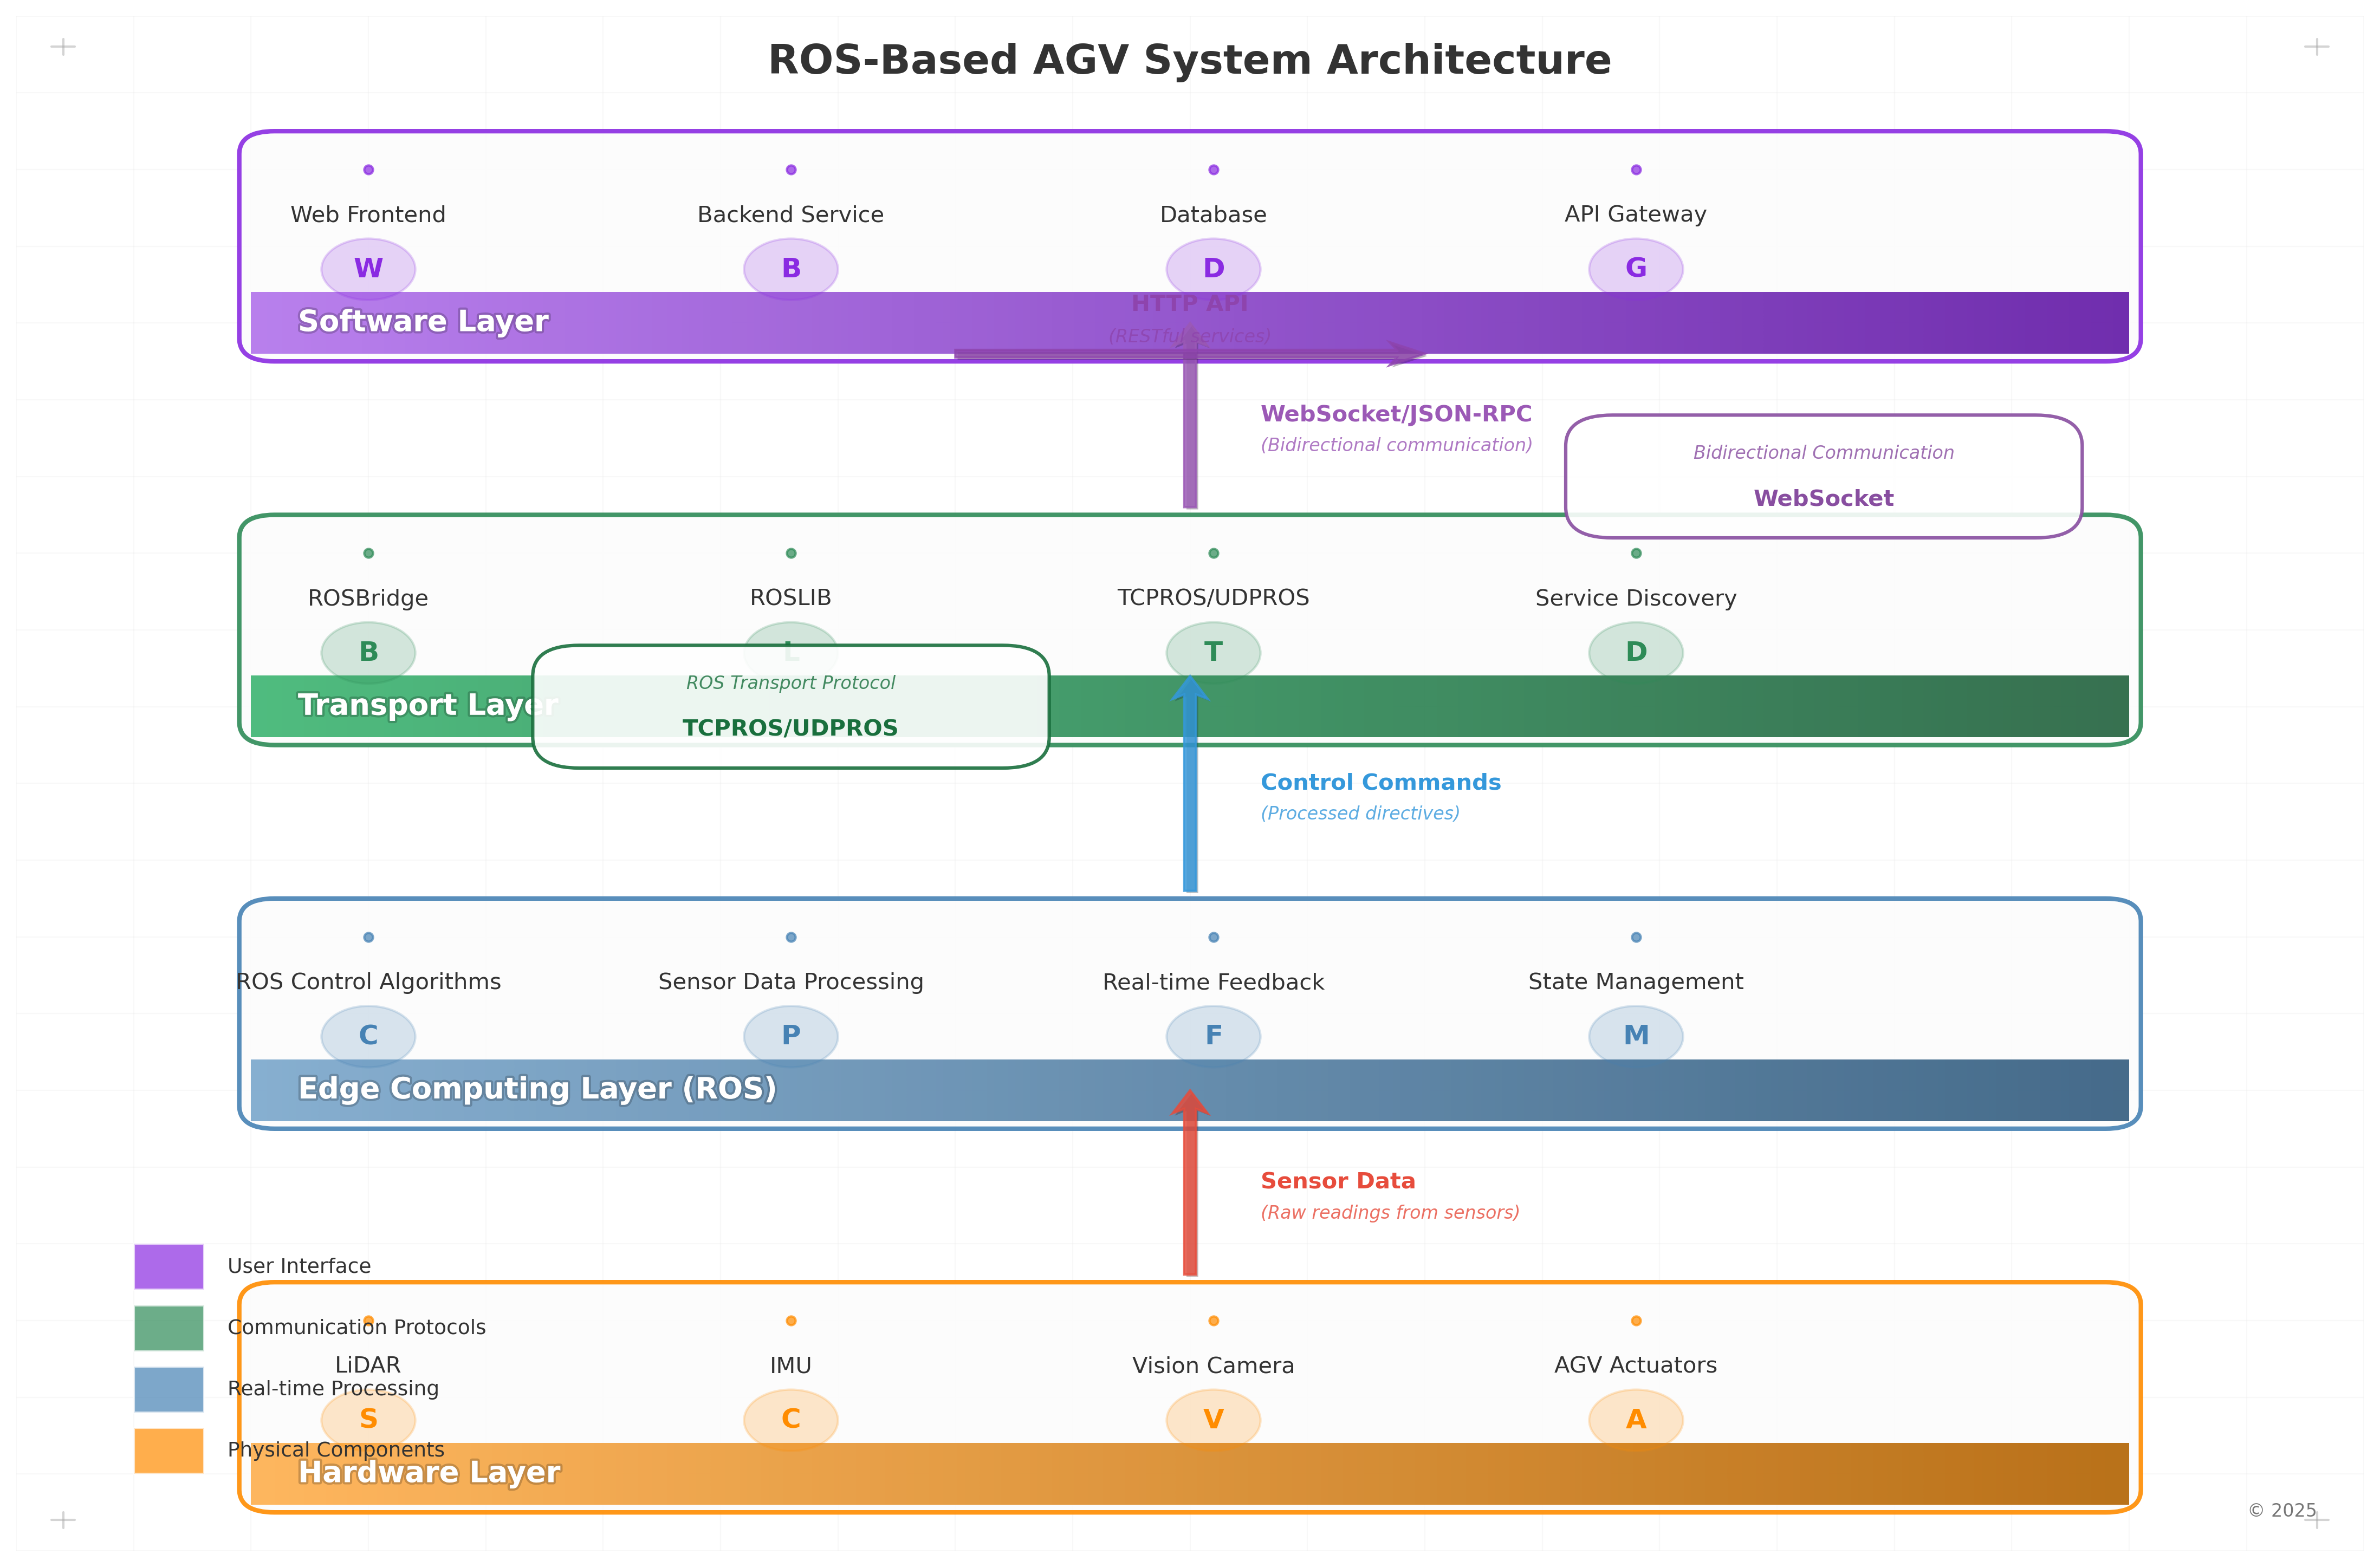 ROS-Based AGV System Architecture
Web Frontend
Backend Service
Database
API Gateway
W
B
D
G
HTTP API
Software Layer
(RESTful services)
WebSocket/JSON-RPC
(Bidirectional communication)
Bidirectional Communication
WebSocket
ROSBridge
ROSLIB
TCPROS/UDPROS
Service Discovery
B
L
T
D
ROS Transport Protocol
Transport Layer
TCPROS/UDPROS
Control Commands
(Processed directives)
ROS Control Algorithms
Sensor Data Processing
Real-time Feedback
State Management
C
P
F
M
Edge Computing Layer (ROS)
Sensor Data
(Raw readings from sensors)
User Interface
Communication Protocols
Real-time Processing
Physical Components
LiDAR
IMU
Vision Camera
AGV Actuators
S
C
V
A
Hardware Layer
© 2025